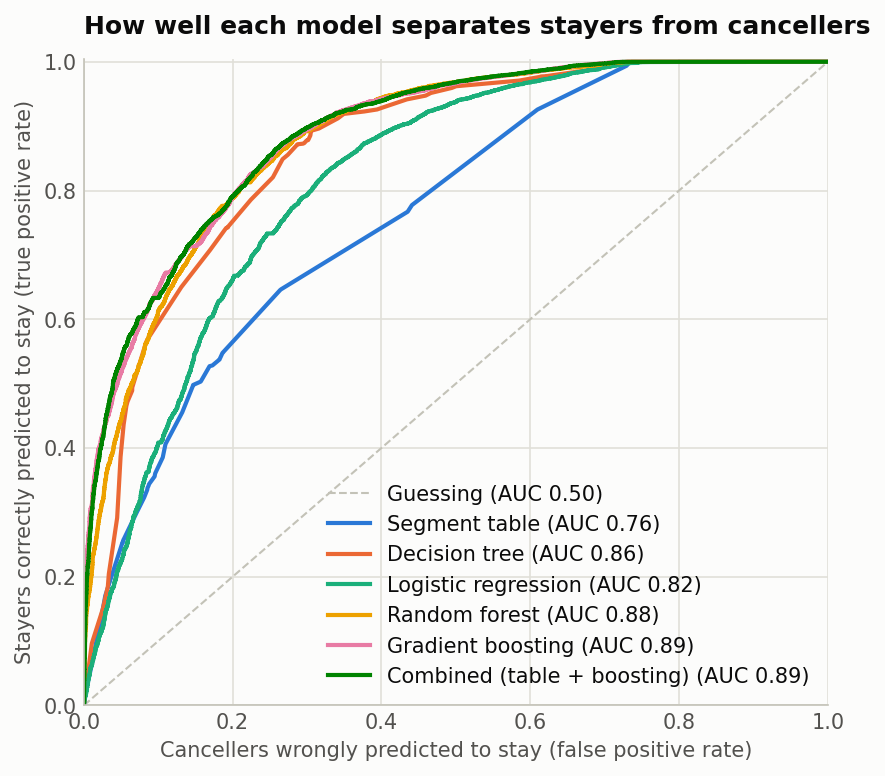 How well each model separates stayers from cancellers
Stayers correctly predicted to stay (true positive rate)
1.0
0.8
0.6
0.4
0.2
0.0
Guessing (AUC 0.50)
Segment table (AUC 0.76)
Decision tree (AUC 0.86)
Logistic regression (AUC 0.82)
Random forest (AUC 0.88)
Gradient boosting (AUC 0.89)
Combined (table + boosting) (AUC 0.89)
0.0 0.2 0.4 0.6 0.8 1.0
Cancellers wrongly predicted to stay (false positive rate)